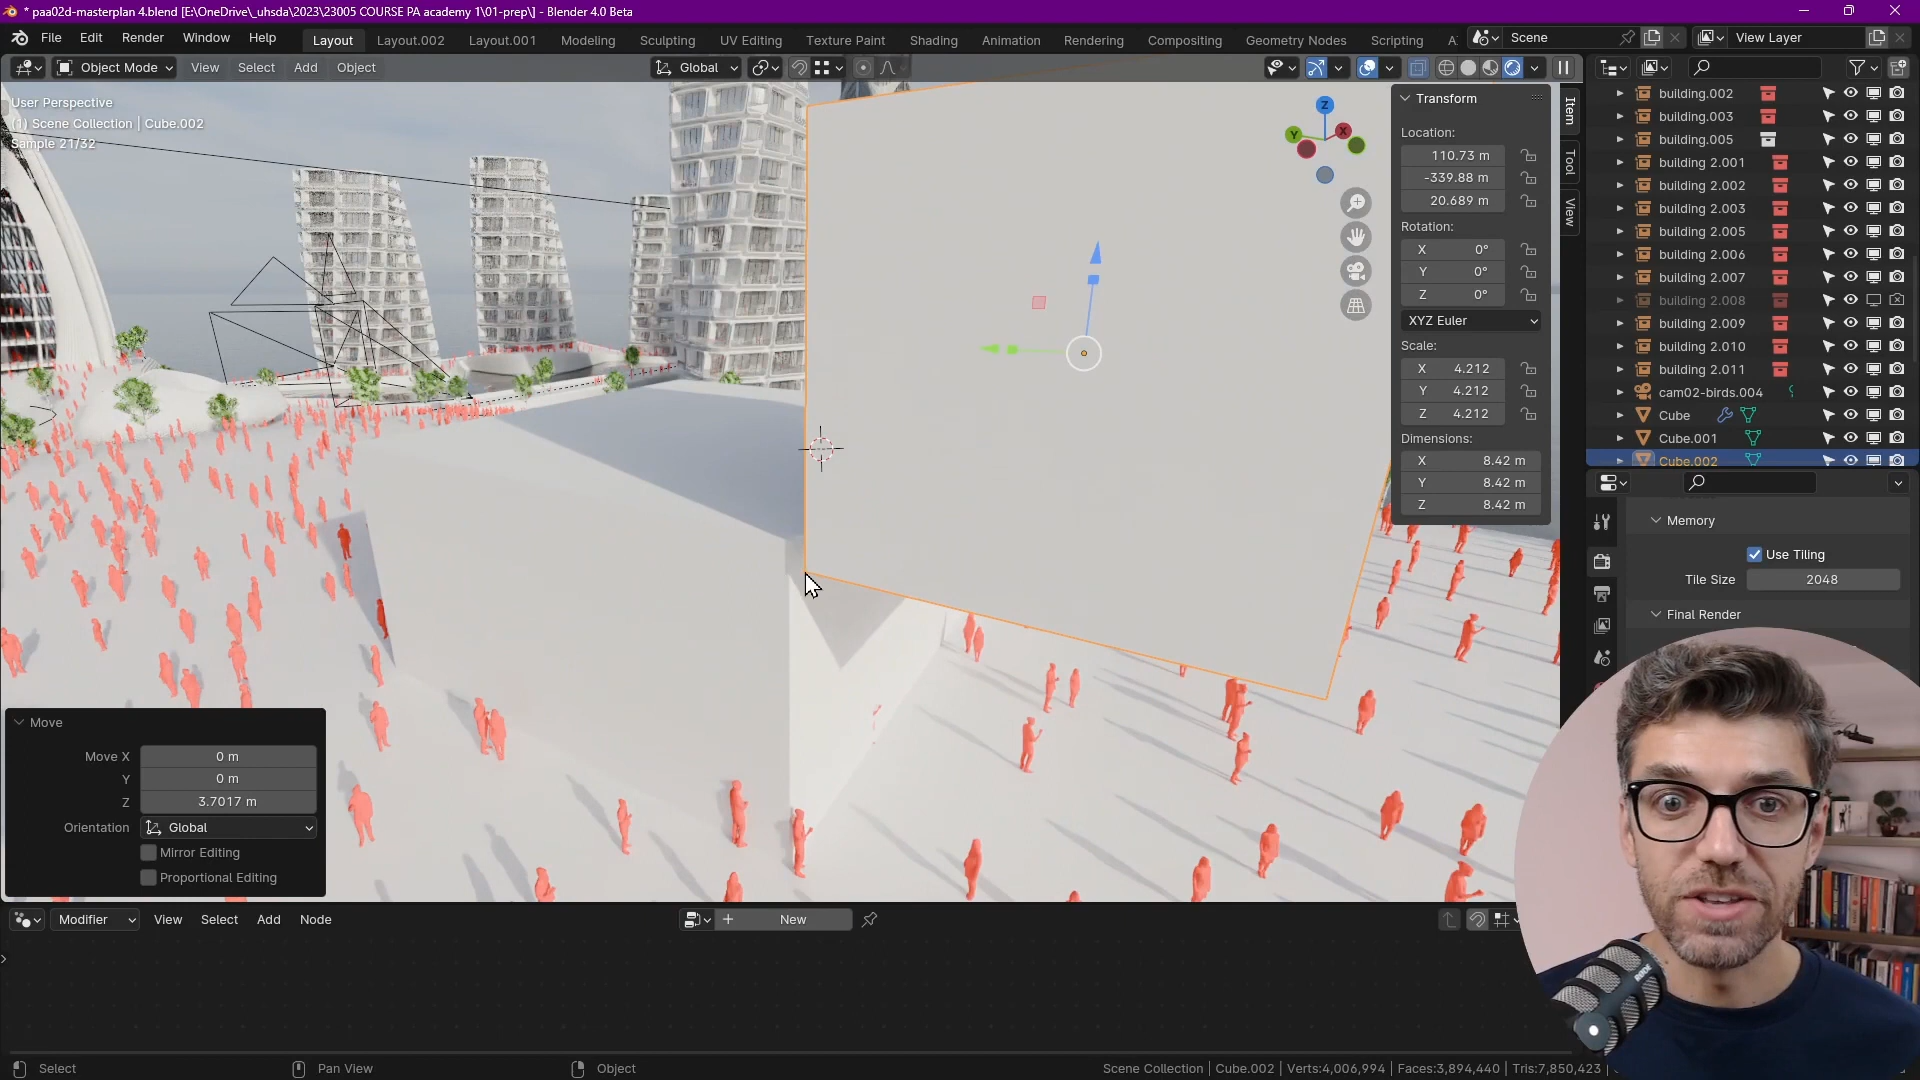 * paa02d-masterplan 4.blend [E:\OneDrive\_uhsda\2023\23005 COURSE PA academy 1\01-prep\] - Blender 4.0 Beta
File Edit Render Window Help Layout Layout.002 Layout.001 Modeling Sculpting UV Editing Texture Paint Shading Animation Rendering Compositing Geometry Nodes Scripting A: Scene View Layer
Object Mode View Select Add Object Global
User Perspective
(1) Scene Collection | Cube.002
Sample 21/32
Z
Y
X
Transform
Location:
110.73 m
-339.88 m
20.689 m
Rotation:
X 0°
Y 0°
Z 0°
XYZ Euler
Scale:
X 4.212
Y 4.212
Z 4.212
Dimensions:
X 8.42 m
Y 8.42 m
Z 8.42 m
Item
Tool
View
building.002
building.003
building.005
building 2.001
building 2.002
building 2.003
building 2.005
building 2.006
building 2.007
building 2.008
building 2.009
building 2.010
building 2.011
cam02-birds.004
Cube
Cube.001
Cube.002
Memory
Use Tiling
Tile Size 2048
Final Render
Move
Move X 0 m
Y 0 m
Z 3.7017 m
Orientation Global
Mirror Editing
Proportional Editing
Modifier View Select Add Node New
RØDE
Select Pan View Object Scene Collection | Cube.002 | Verts:4,006,994 | Faces:3,894,440 | Tris:7,850,423 |